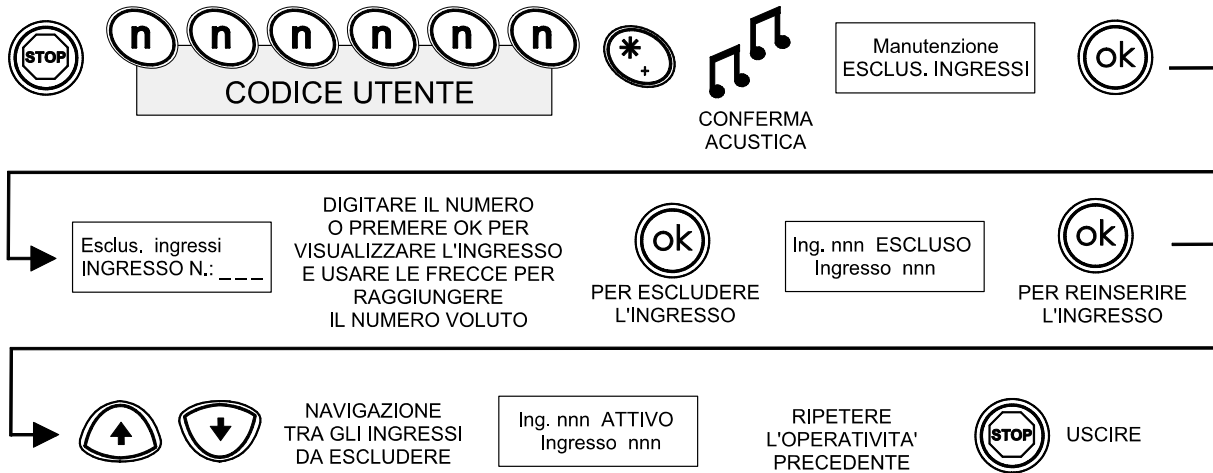 STOP
n n n n n n
CODICE UTENTE
*
+
CONFERMA
ACUSTICA
Manutenzione
ESCLUS. INGRESSI
ok
Esclus. ingressi
INGRESSO N.: _ _ _
DIGITARE IL NUMERO
O PREMERE OK PER
VISUALIZZARE L'INGRESSO
E USARE LE FRECCE PER
RAGGIUNGERE
IL NUMERO VOLUTO
ok
PER ESCLUDERE
L'INGRESSO
Ing. nnn ESCLUSO
Ingresso nnn
ok
PER REINSERIRE
L'INGRESSO
NAVIGAZIONE
TRA GLI INGRESSI
DA ESCLUDERE
Ing. nnn ATTIVO
Ingresso nnn
RIPETERE
L'OPERATIVITA'
PRECEDENTE
STOP
USCIRE